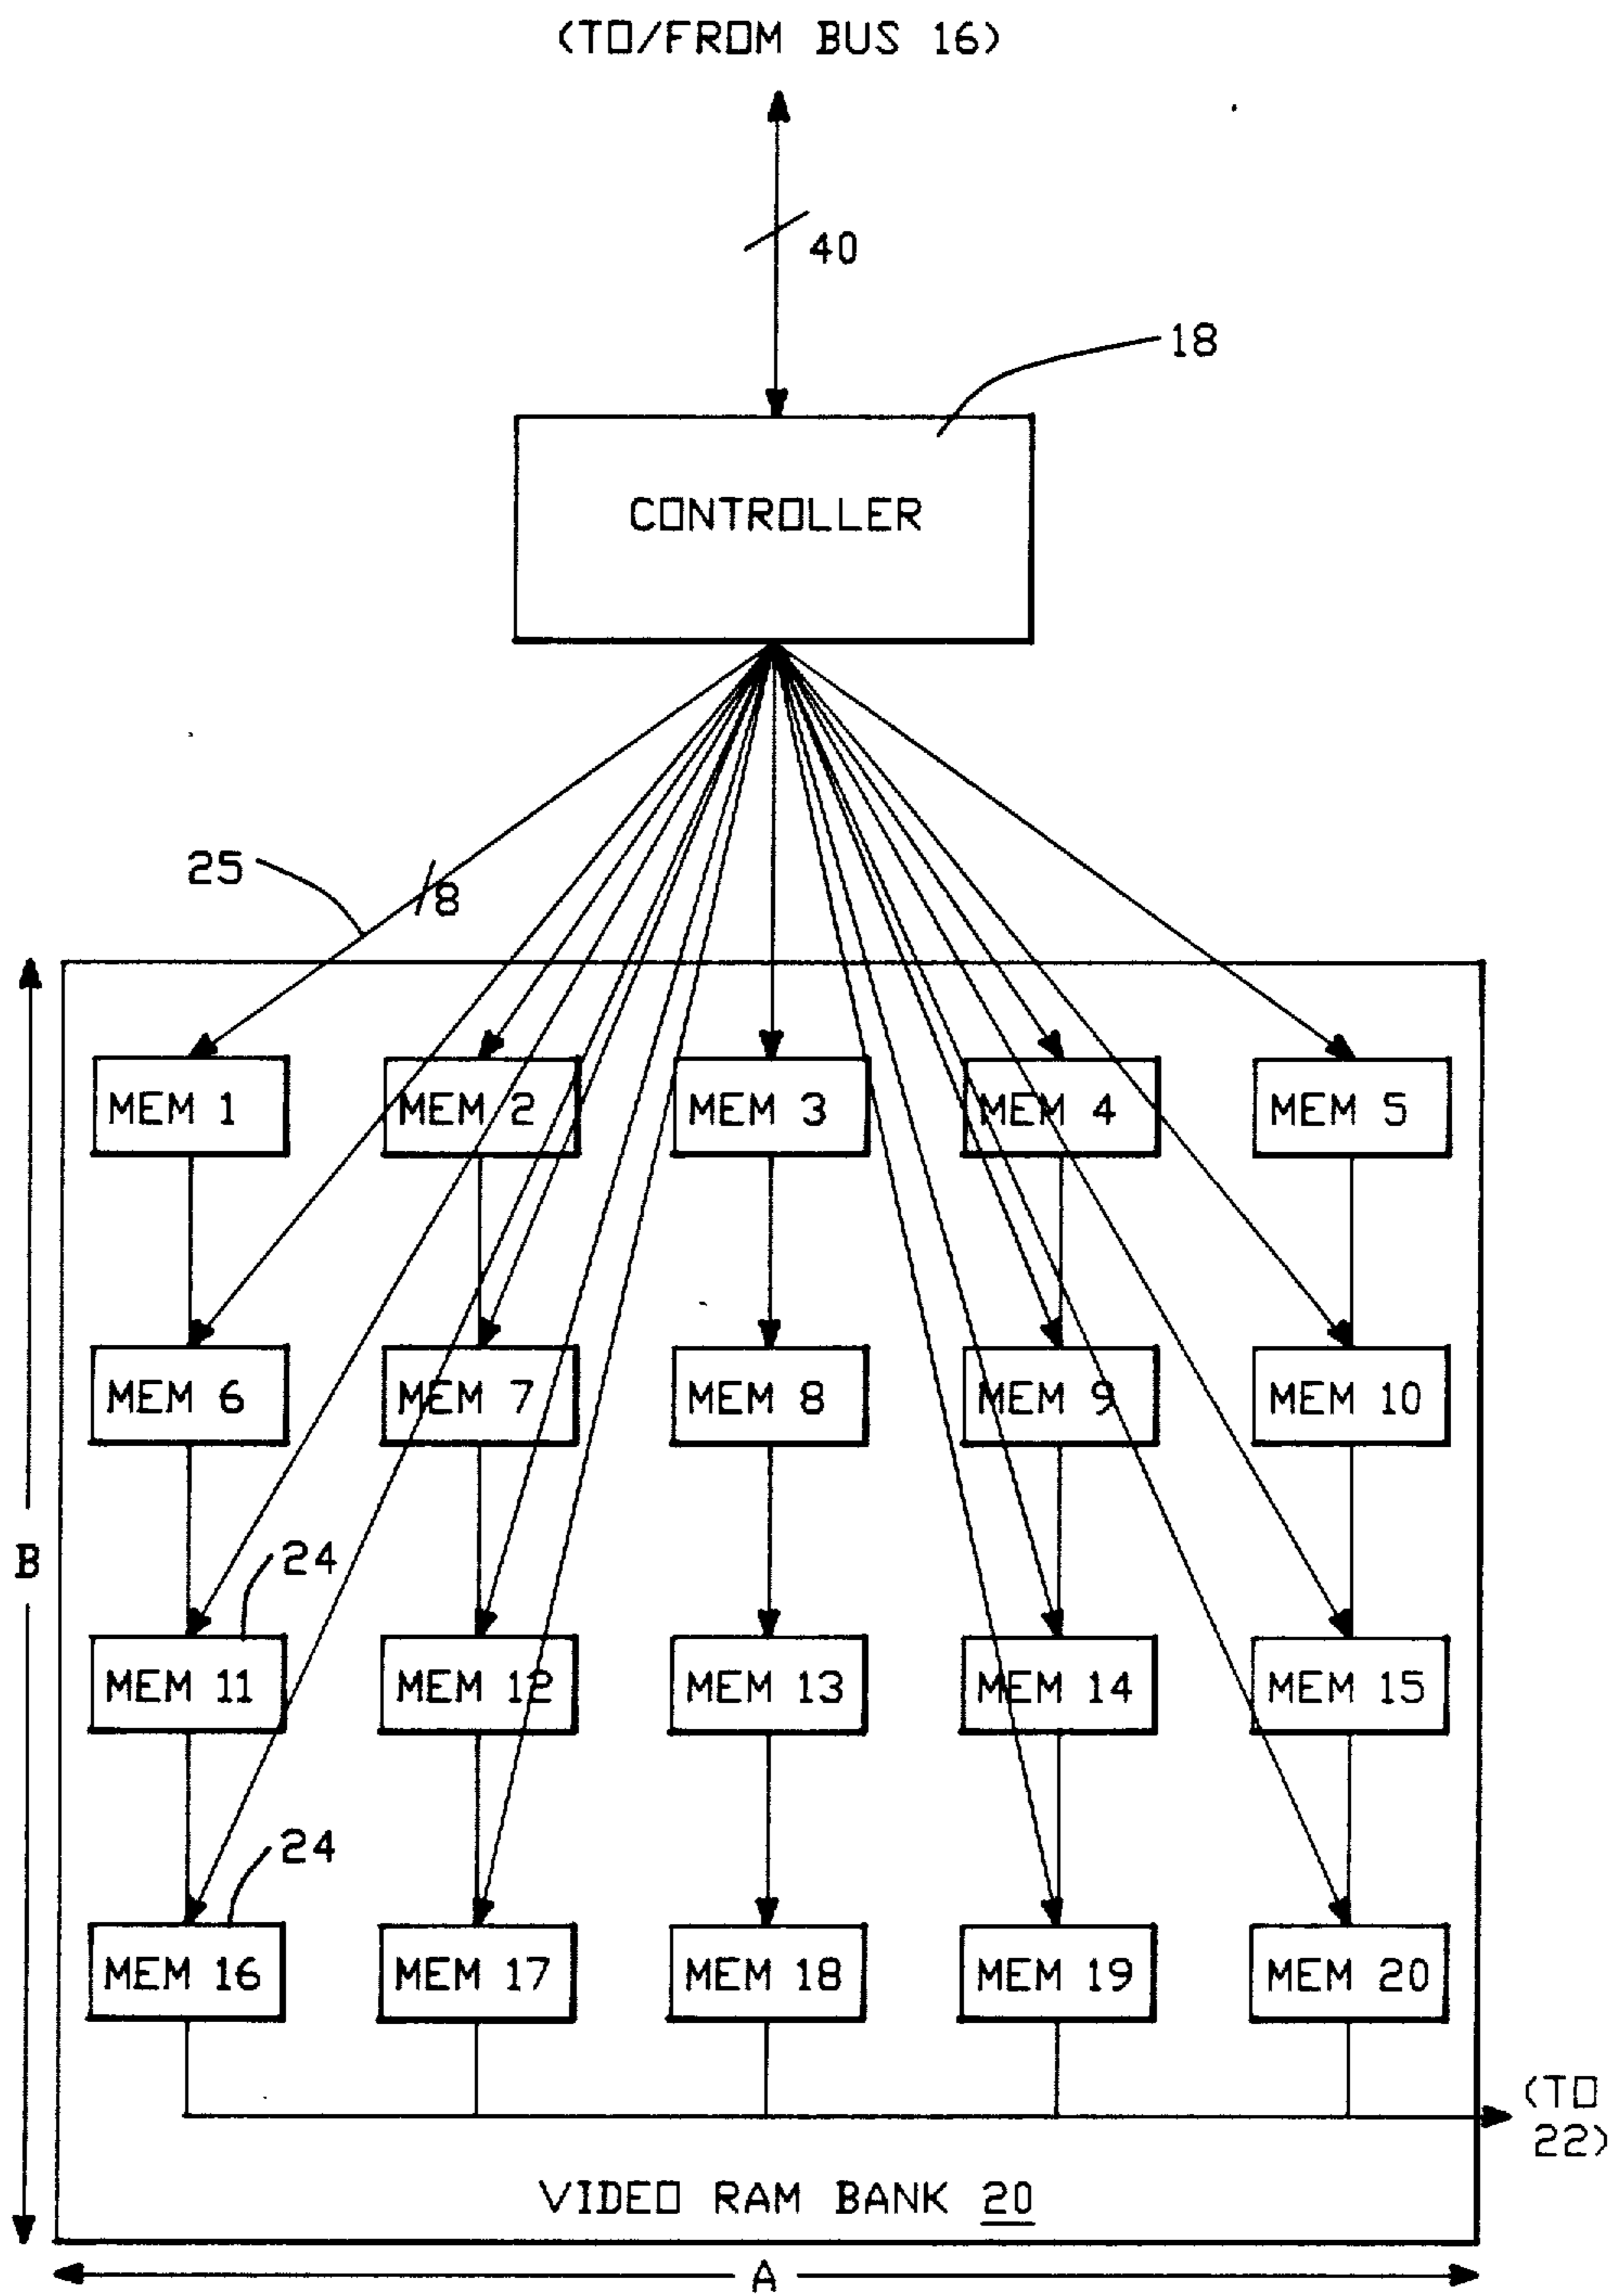 (TO/FROM BUS 16)
40
18
CONTROLLER
25
8
MEM 1 MEM 2 MEM 3 MEM 4 MEM 5
MEM 6 MEM 7 MEM 8 MEM 9 MEM 10
B
24
MEM 11 MEM 12 MEM 13 MEM 14 MEM 15
24
MEM 16 MEM 17 MEM 18 MEM 19 MEM 20
(TO
22)
VIDEO RAM BANK 20
A